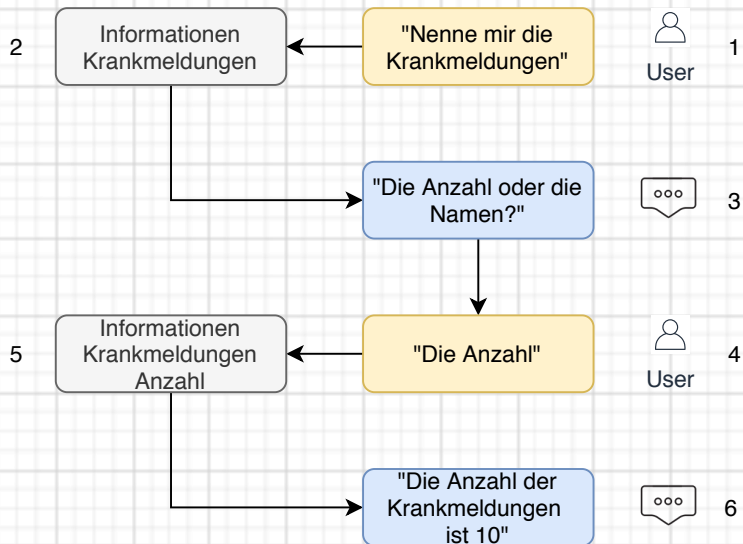 2
Informationen
Krankmeldungen
"Nenne mir die
Krankmeldungen"
User
1
"Die Anzahl oder die
Namen?"
3
5
Informationen
Krankmeldungen
Anzahl
"Die Anzahl"
User
4
"Die Anzahl der
Krankmeldungen
ist 10"
6